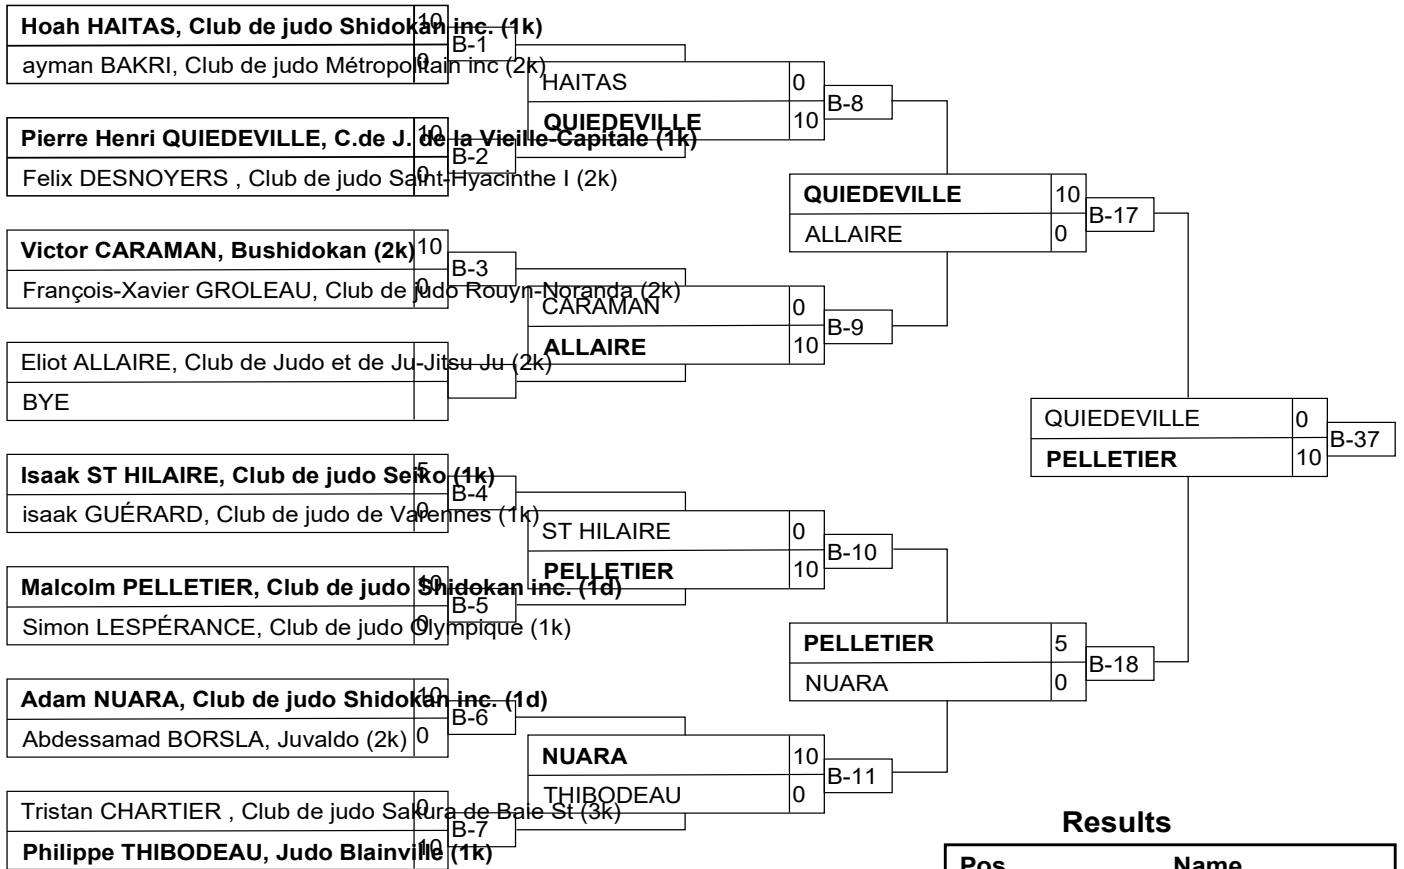 Hoah HAITAS, Club de judo Shidokan inc. (1k) 10
B-1
ayman BAKRI, Club de judo Métropolitain inc (2k) 0
HAITAS 0
B-8
QUIEDEVILLE 10
Pierre Henri QUIEDEVILLE, C.de J. de la Vieille-Capitale (1k) 10
B-2
Felix DESNOYERS , Club de judo Saint-Hyacinthe I (2k) 0
QUIEDEVILLE 10
B-17
ALLAIRE 0
Victor CARAMAN, Bushidokan (2k) 10
B-3
François-Xavier GROLEAU, Club de judo Rouyn-Noranda (2k) 0
CARAMAN 0
B-9
ALLAIRE 10
Eliot ALLAIRE, Club de Judo et de Ju-Jitsu Ju (2k)
BYE
QUIEDEVILLE 0
B-37
PELLETIER 10
Isaak ST HILAIRE, Club de judo Seiko (1k) 5
B-4
isaak GUÉRARD, Club de judo de Varennes (1k) 0
ST HILAIRE 0
B-10
PELLETIER 10
Malcolm PELLETIER, Club de judo Shidokan inc. (1d) 10
B-5
Simon LESPÉRANCE, Club de judo Olympique (1k) 0
PELLETIER 5
B-18
NUARA 0
Adam NUARA, Club de judo Shidokan inc. (1d) 10
B-6
Abdessamad BORSLA, Juvaldo (2k) 0
NUARA 10
B-11
THIBODEAU 0
Tristan CHARTIER , Club de judo Sakura de Baie St (3k) 0
B-7
Philippe THIBODEAU, Judo Blainville (1k) 10
Results
Pos Name